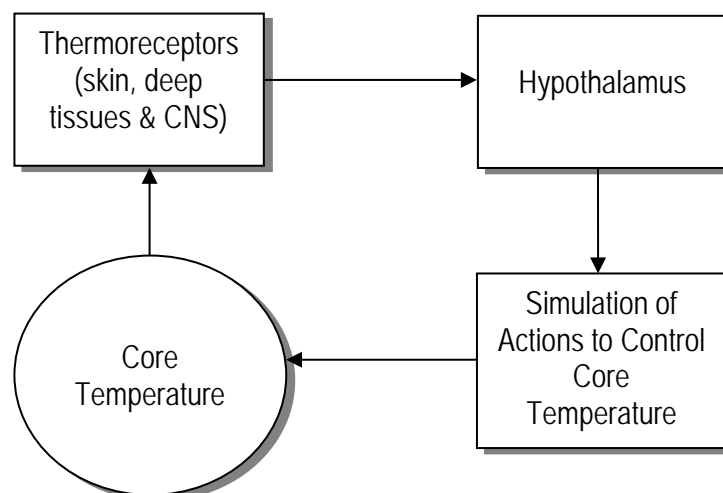 Thermoreceptors
(skin, deep
tissues & CNS)
Hypothalamus
Simulation of
Actions to Control
Core
Temperature
Core
Temperature